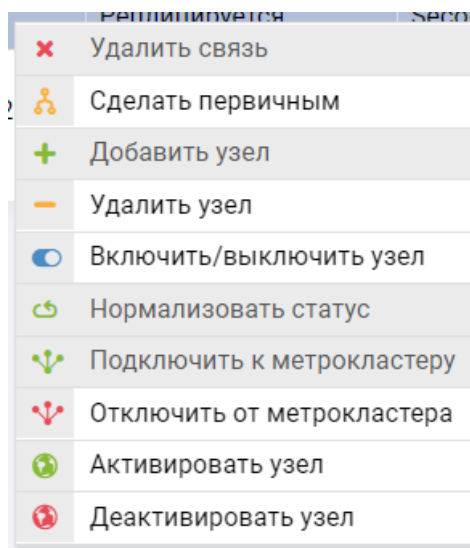 Реплицируется
Удалить связь
Сделать первичным
Добавить узел
Удалить узел
Включить/выключить узел
Нормализовать статус
Подключить к метрокластеру
Отключить от метрокластера
Активировать узел
Деактивировать узел